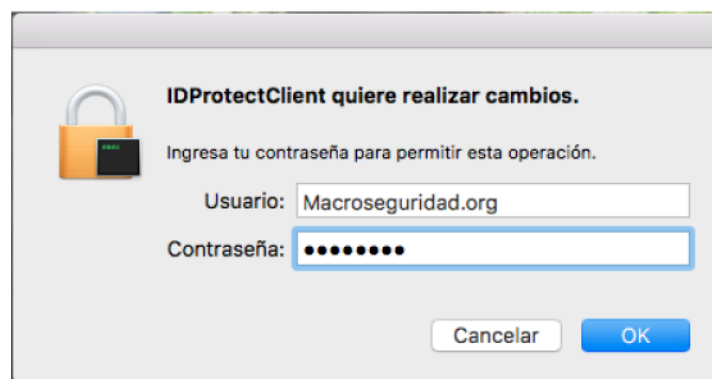 IDProtectClient quiere realizar cambios.
Ingresa tu contraseña para permitir esta operación.
Usuario: Macroseguridad.org
Contraseña: ••••••••
Cancelar OK